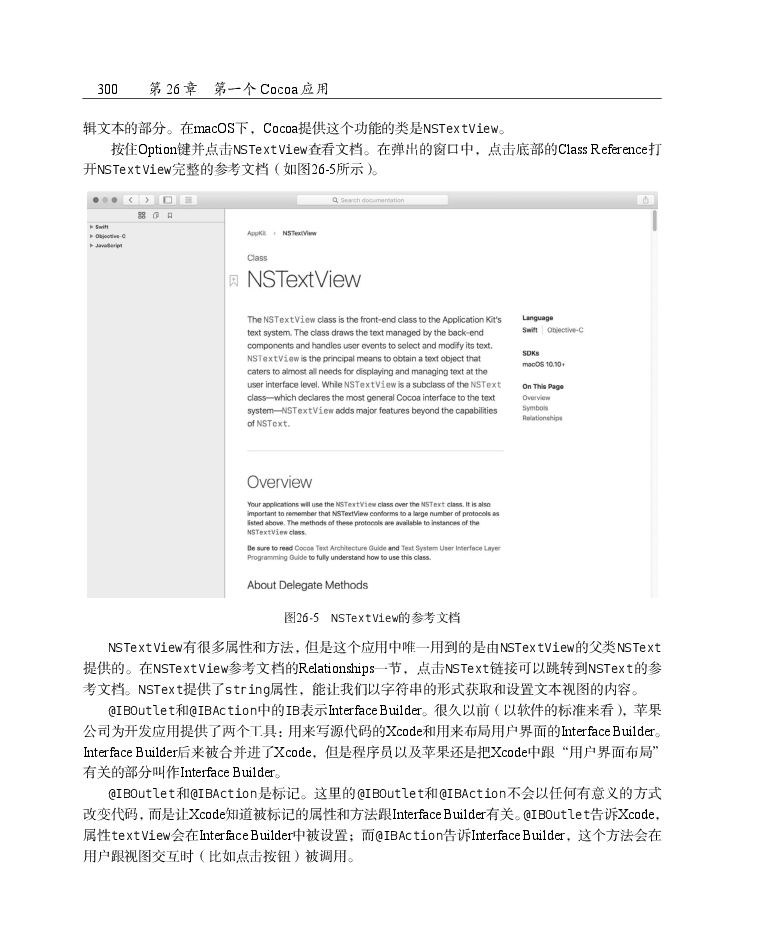 300 第 26 章 第一个 Cocoa 应用
辑文本的部分。在macOS下，Cocoa提供这个功能的类是NSTextView。
按住Option键并点击NSTextView查看文档。在弹出的窗口中，点击底部的Class Reference打
开NSTextView完整的参考文档（如图26-5所示）。
Search documentation
Swift
Objective-C
JavaScript
AppKit › NSTextView
Class
NSTextView
The NSTextView class is the front-end class to the Application Kit's
text system. The class draws the text managed by the back-end
components and handles user events to select and modify its text.
NSTextView is the principal means to obtain a text object that
caters to almost all needs for displaying and managing text at the
user interface level. While NSTextView is a subclass of the NSText
class—which declares the most general Cocoa interface to the text
system—NSTextView adds major features beyond the capabilities
of NSText.
Language
Swift | Objective-C
SDKs
macOS 10.10+
On This Page
Overview
Symbols
Relationships
Overview
Your applications will use the NSTextView class over the NSText class. It is also
important to remember that NSTextView conforms to a large number of protocols as
listed above. The methods of these protocols are available to instances of the
NSTextView class.
Be sure to read Cocoa Text Architecture Guide and Text System User Interface Layer
Programming Guide to fully understand how to use this class.
About Delegate Methods
图26-5 NSTextView的参考文档
NSTextView有很多属性和方法，但是这个应用中唯一用到的是由NSTextView的父类NSText
提供的。在NSTextView参考文档的Relationships一节，点击NSText链接可以跳转到NSText的参
考文档。NSText提供了string属性，能让我们以字符串的形式获取和设置文本视图的内容。
@IBOutlet和@IBAction中的IB表示Interface Builder。很久以前（以软件的标准来看），苹果
公司为开发应用提供了两个工具：用来写源代码的Xcode和用来布局用户界面的Interface Builder。
Interface Builder后来被合并进了Xcode，但是程序员以及苹果还是把Xcode中跟“用户界面布局”
有关的部分叫作Interface Builder。
@IBOutlet和@IBAction是标记。这里的@IBOutlet和@IBAction不会以任何有意义的方式
改变代码，而是让Xcode知道被标记的属性和方法跟Interface Builder有关。@IBOutlet告诉Xcode，
属性textView会在Interface Builder中被设置；而@IBAction告诉Interface Builder，这个方法会在
用户跟视图交互时（比如点击按钮）被调用。